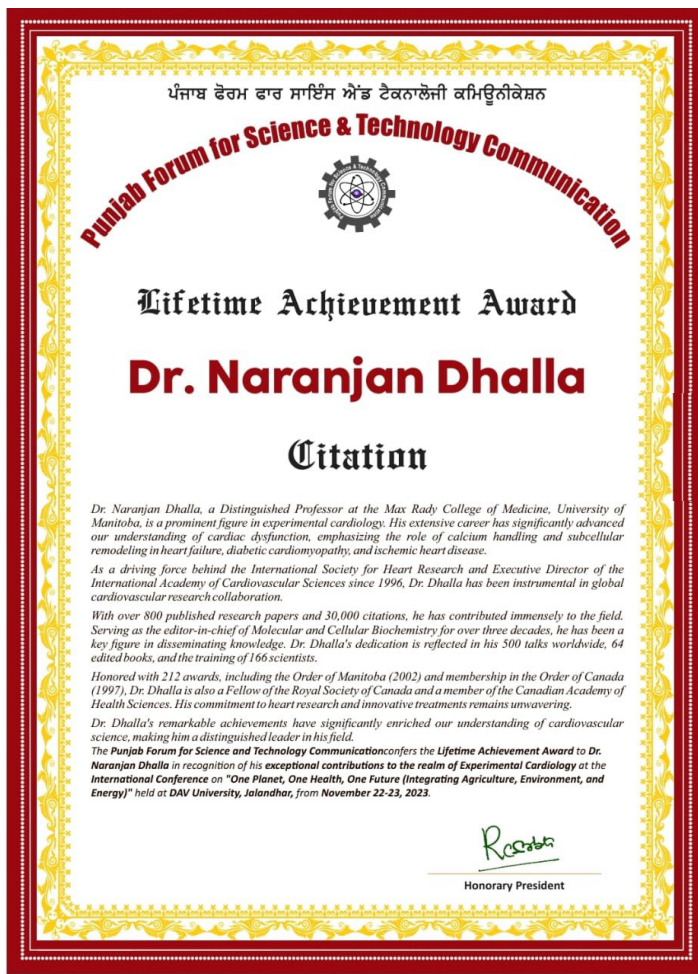 ਪੰਜਾਬ ਫੋਰਮ ਫਾਰ ਸਾਇੰਸ ਐਂਡ ਟੈਕਨਾਲੋਜੀ ਕਮਿਊਨੀਕੇਸ਼ਨ
Punjab Forum for Science & Technology Communication
Lifetime Achievement Award
Dr. Naranjan Dhalla
Citation
Dr. Naranjan Dhalla, a Distinguished Professor at the Max Rady College of Medicine, University of
Manitoba, is a prominent figure in experimental cardiology. His extensive career has significantly advanced
our understanding of cardiac dysfunction, emphasizing the role of calcium handling and subcellular
remodeling in heart failure, diabetic cardiomyopathy, and ischemic heart disease.
As a driving force behind the International Society for Heart Research and Executive Director of the
International Academy of Cardiovascular Sciences since 1996, Dr. Dhalla has been instrumental in global
cardiovascular research collaboration.
With over 800 published research papers and 30,000 citations, he has contributed immensely to the field.
Serving as the editor-in-chief of Molecular and Cellular Biochemistry for over three decades, he has been a
key figure in disseminating knowledge. Dr. Dhalla's dedication is reflected in his 500 talks worldwide, 64
edited books, and the training of 166 scientists.
Honored with 212 awards, including the Order of Manitoba (2002) and membership in the Order of Canada
(1997), Dr. Dhalla is also a Fellow of the Royal Society of Canada and a member of the Canadian Academy of
Health Sciences. His commitment to heart research and innovative treatments remains unwavering.
Dr. Dhalla's remarkable achievements have significantly enriched our understanding of cardiovascular
science, making him a distinguished leader in his field.
The Punjab Forum for Science and Technology Communicationconfers the Lifetime Achievement Award to Dr.
Naranjan Dhalla in recognition of his exceptional contributions to the realm of Experimental Cardiology at the
International Conference on "One Planet, One Health, One Future (Integrating Agriculture, Environment, and
Energy)" held at DAV University, Jalandhar, from November 22-23, 2023.
Honorary President